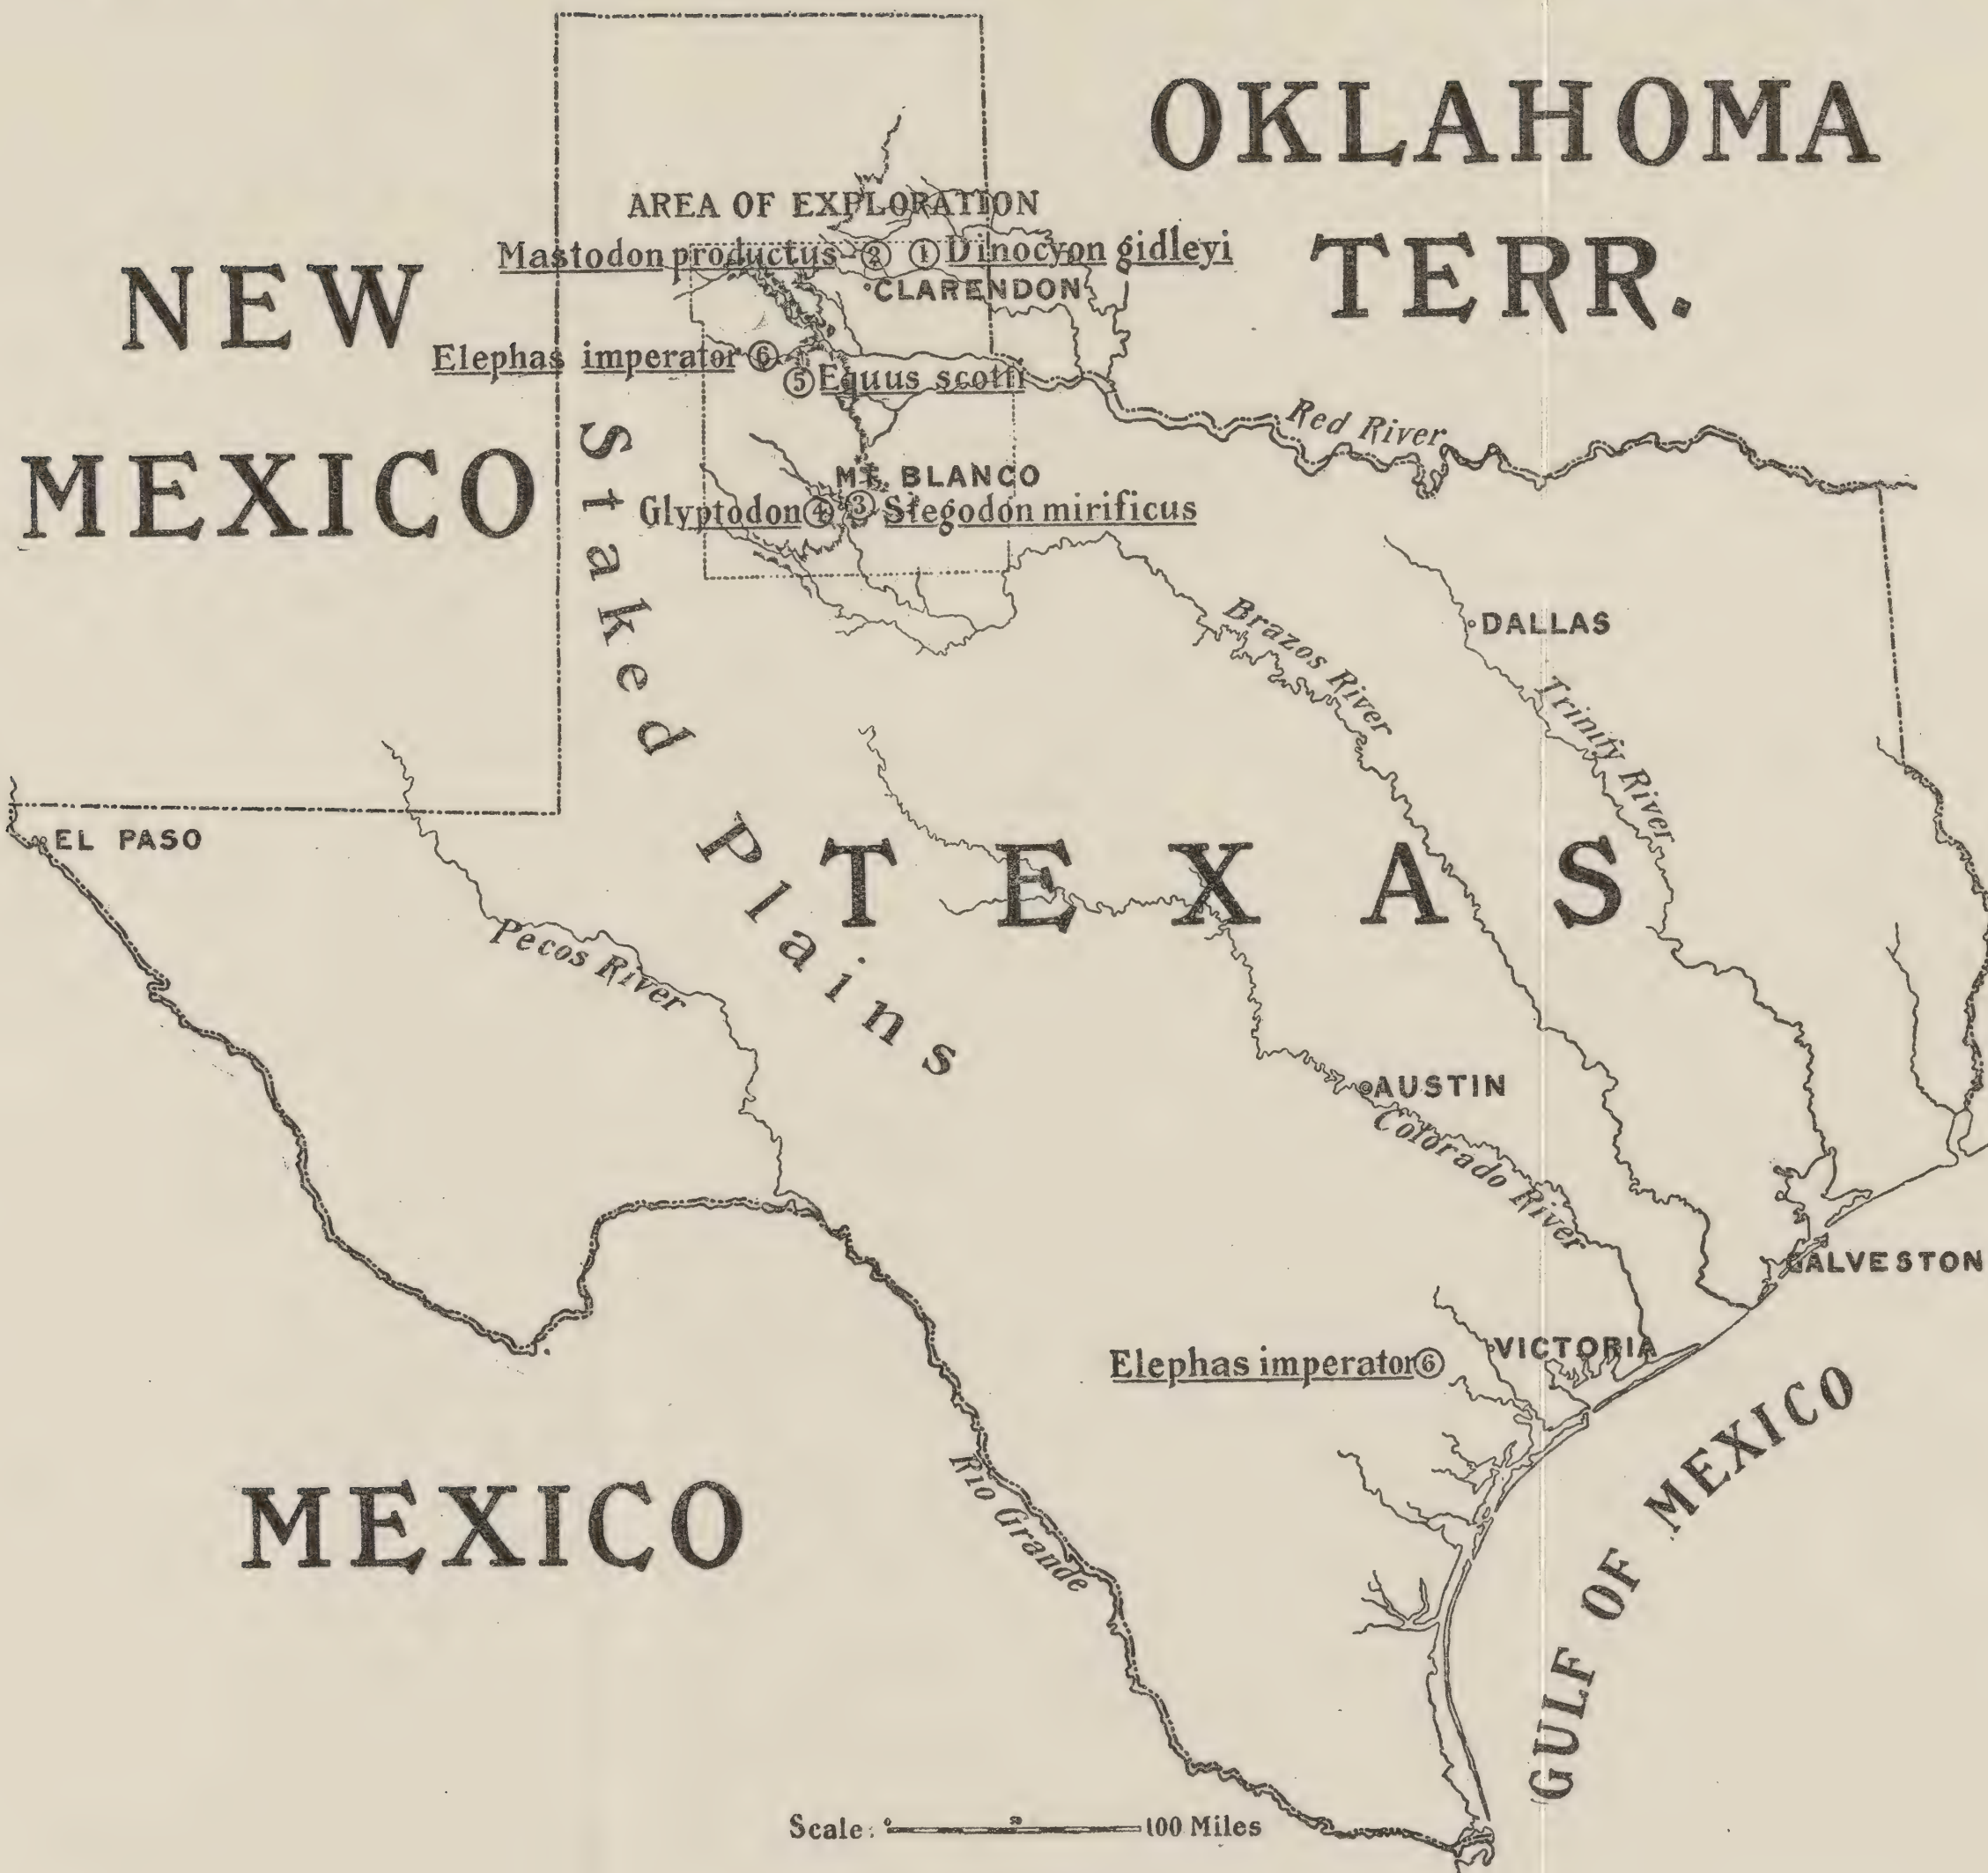 OKLAHOMA
TERR.
NEW
MEXICO
AREA OF EXPLORATION
Mastodon productus 2
1 Dinocyon gidleyi
CLARENDON
Elephas imperator 6
5 Equus scotti
Red River
MT. BLANCO
Glyptodon 4
3 Stegodon mirificus
Staked Plains
DALLAS
Brazos River
Trinity River
EL PASO
TEXAS
Pecos River
AUSTIN
Colorado River
GALVESTON
VICTORIA
Elephas imperator 6
GULF OF MEXICO
MEXICO
Rio Grande
Scale: 0 50 100 Miles